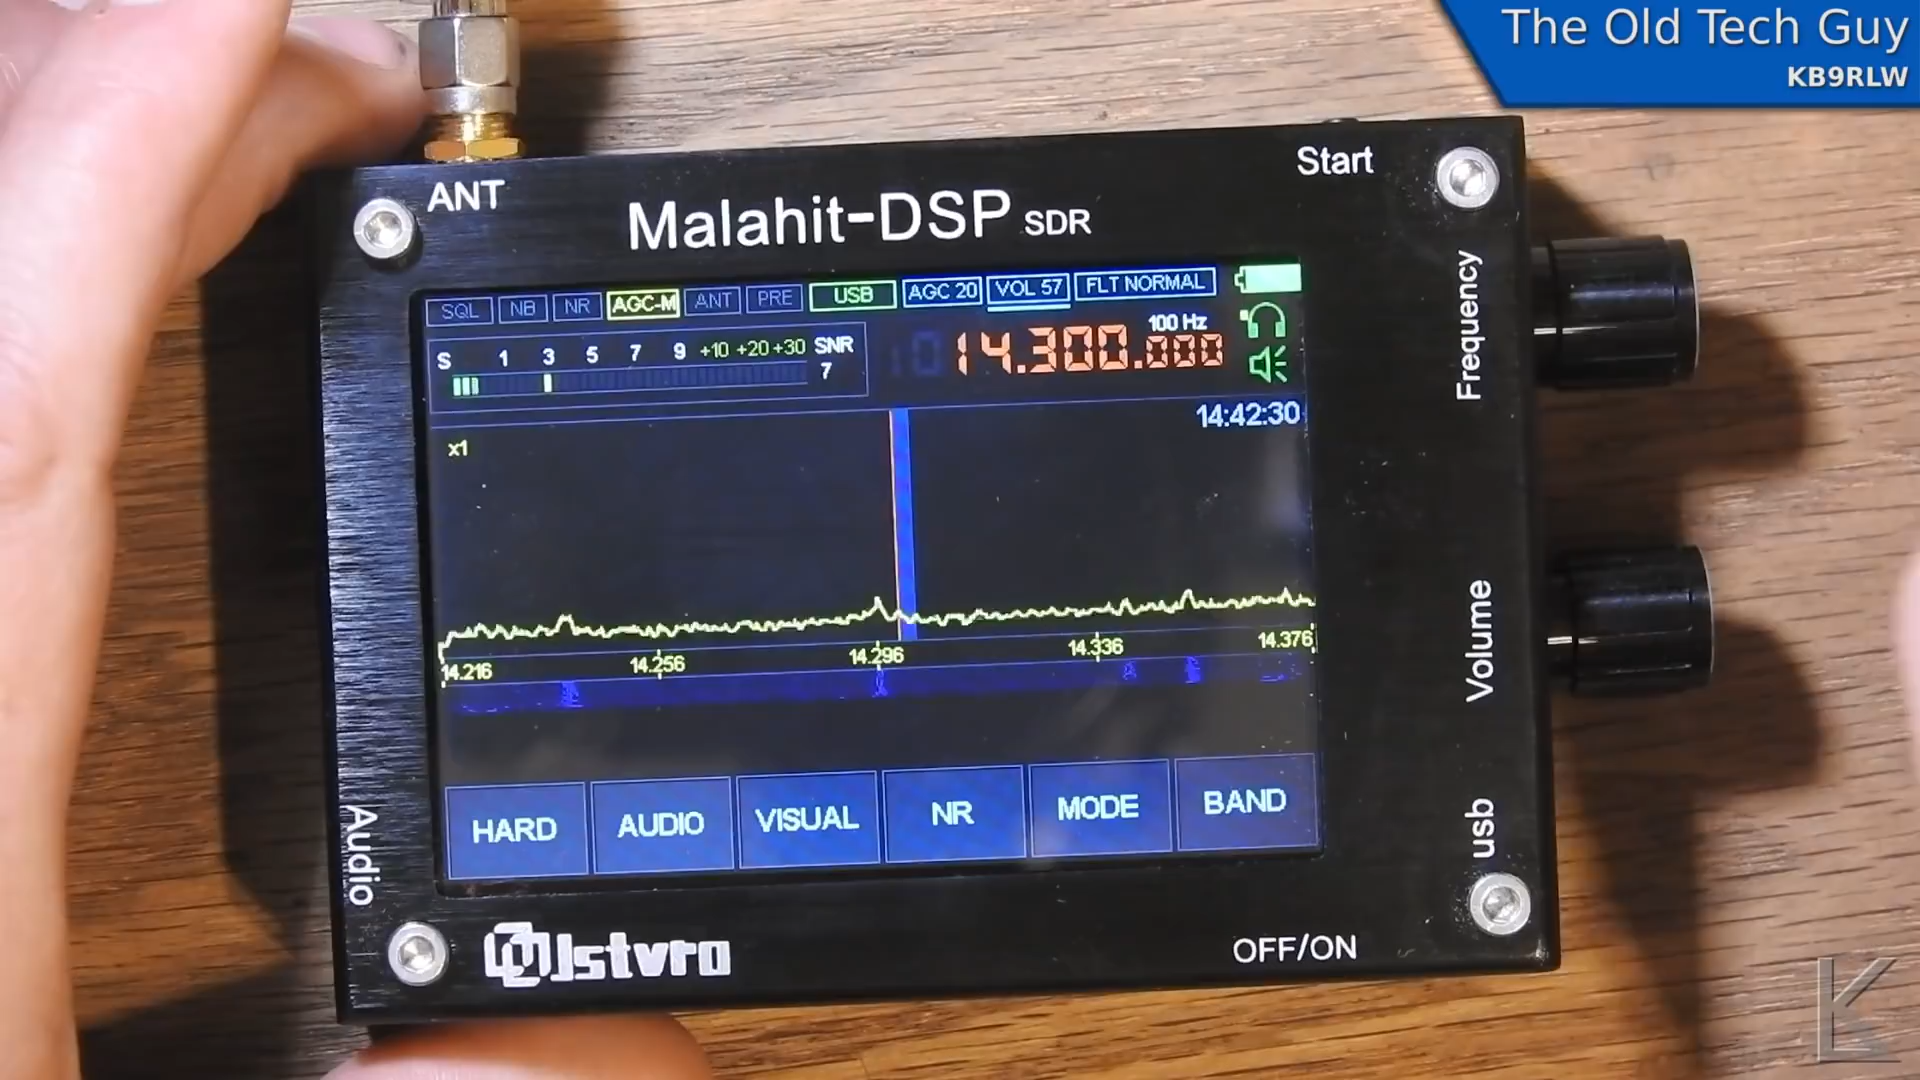 The Old Tech Guy
KB9RLW
Start
ANT
Malahit-DSP SDR
Frequency
SQL NB NR AGC-M ANT PRE USB AGC 20 VOL 57 FLT NORMAL
S 1 3 5 7 9 +10 +20 +30 SNR
7
100 Hz
14.300.000
14:42:30
x1
14.216 14.256 14.296 14.336 14.376
Volume
HARD AUDIO VISUAL NR MODE BAND
usb
Audio
OFF/ON